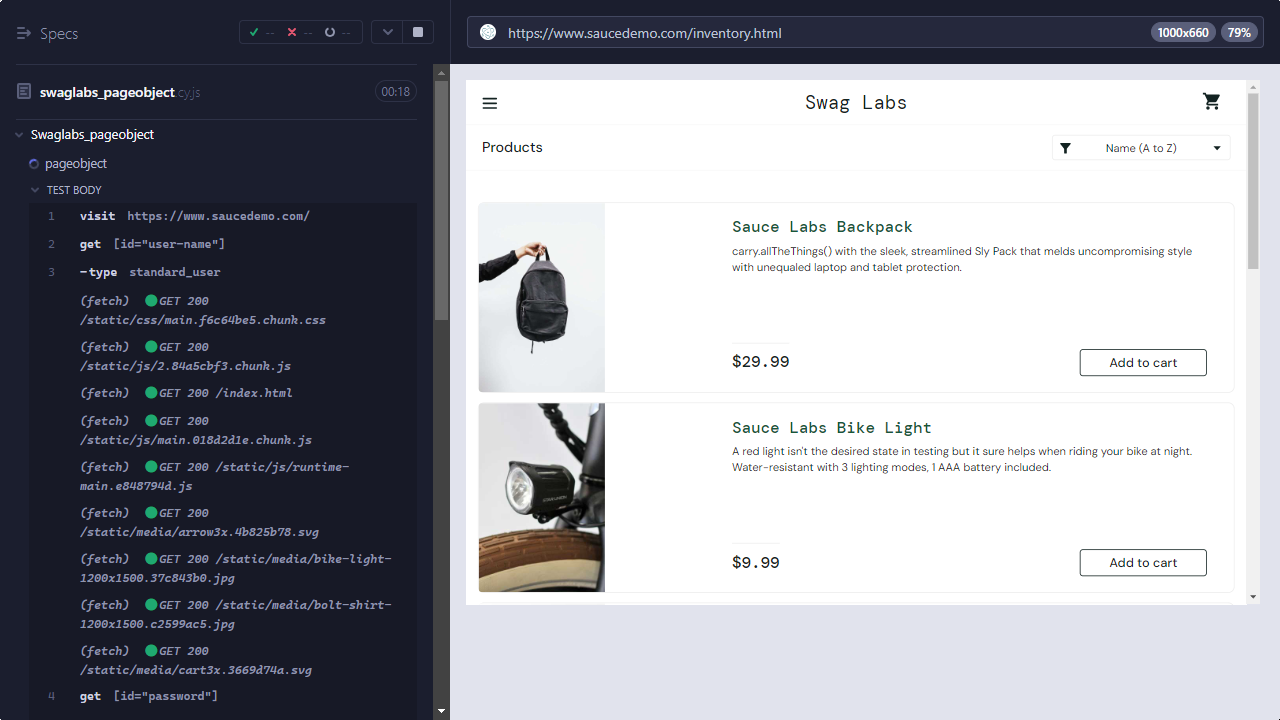 Specs
-- -- --
https://www.saucedemo.com/inventory.html
1000x660 79%
swaglabs_pageobject.cy.js 00:18
Swaglabs_pageobject
pageobject
TEST BODY
1 visit https://www.saucedemo.com/
2 get [id="user-name"]
3 -type standard_user
(fetch) GET 200
/static/css/main.f6c64be5.chunk.css
(fetch) GET 200
/static/js/2.84a5cbf3.chunk.js
(fetch) GET 200 /index.html
(fetch) GET 200
/static/js/main.018d2d1e.chunk.js
(fetch) GET 200 /static/js/runtime-
main.e848794d.js
(fetch) GET 200
/static/media/arrow3x.4b825b78.svg
(fetch) GET 200 /static/media/bike-light-
1200x1500.37c843b0.jpg
(fetch) GET 200 /static/media/bolt-shirt-
1200x1500.c2599ac5.jpg
(fetch) GET 200
/static/media/cart3x.3669d74a.svg
4 get [id="password"]
Swag Labs
Products
Name (A to Z)
Sauce Labs Backpack
carry.allTheThings() with the sleek, streamlined Sly Pack that melds uncompromising style
with unequaled laptop and tablet protection.
$29.99
Add to cart
Sauce Labs Bike Light
A red light isn't the desired state in testing but it sure helps when riding your bike at night.
Water-resistant with 3 lighting modes, 1 AAA battery included.
$9.99
Add to cart